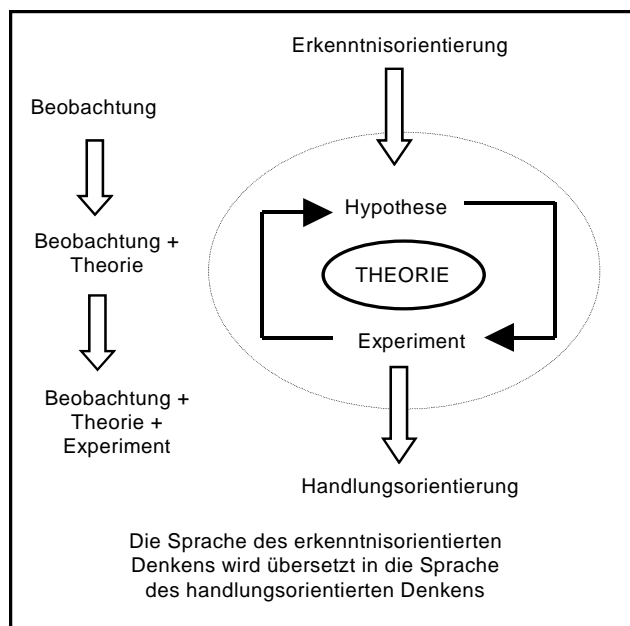 Erkenntnisorientierung
Beobachtung
Beobachtung +
Theorie
Beobachtung +
Theorie +
Experiment
Hypothese
THEORIE
Experiment
Handlungsorientierung
Die Sprache des erkenntnisorientierten
Denkens wird übersetzt in die Sprache
des handlungsorientierten Denkens